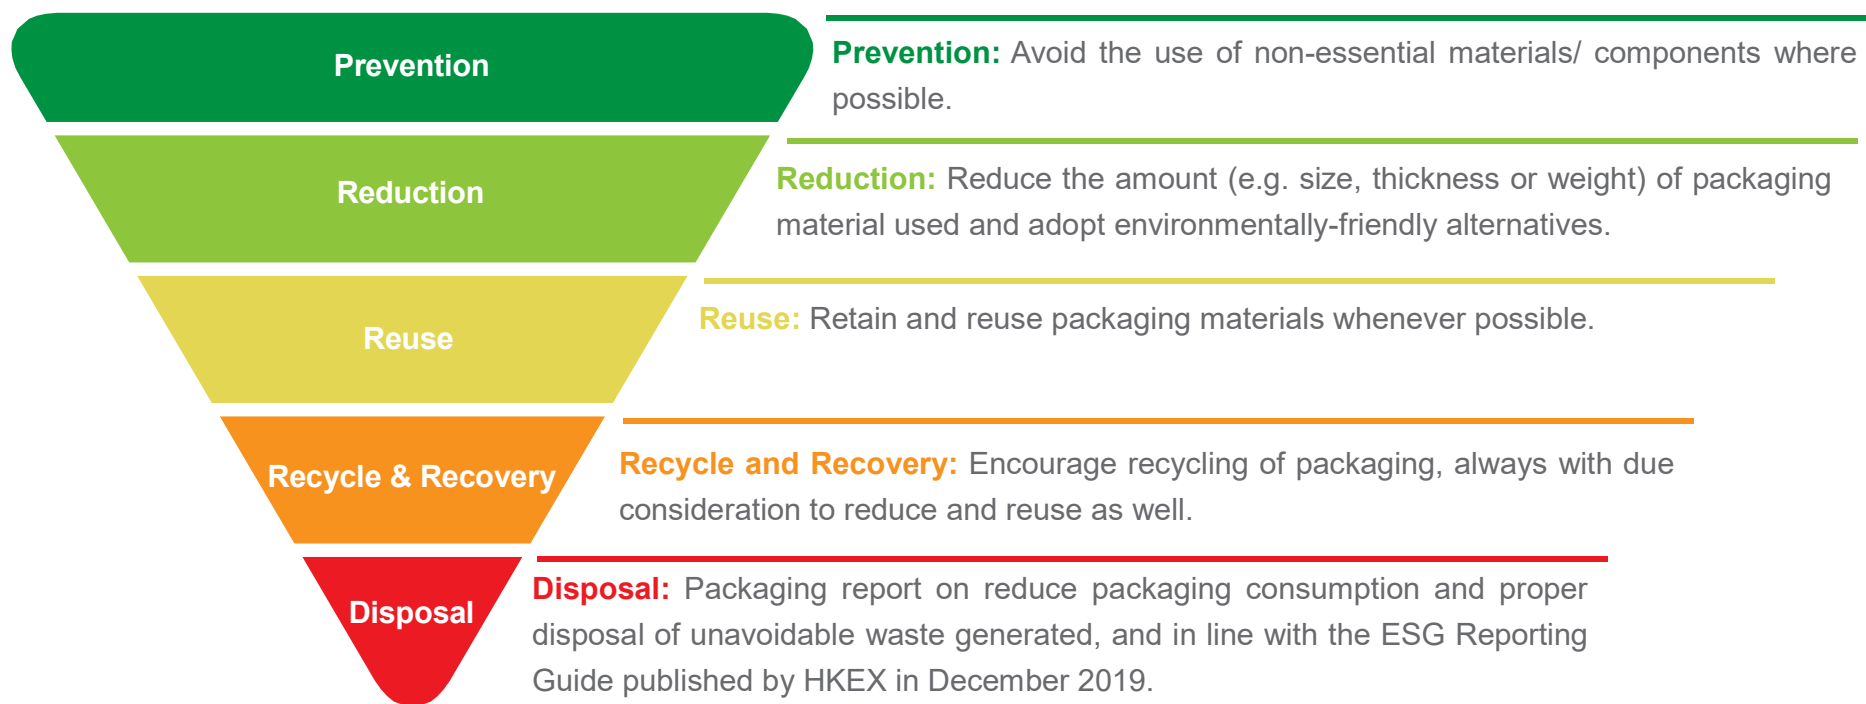 Prevention
Prevention: Avoid the use of non-essential materials/ components where
possible.
Reduction
Reduction: Reduce the amount (e.g. size, thickness or weight) of packaging
material used and adopt environmentally-friendly alternatives.
Reuse
Reuse: Retain and reuse packaging materials whenever possible.
Recycle & Recovery
Recycle and Recovery: Encourage recycling of packaging, always with due
consideration to reduce and reuse as well.
Disposal
Disposal: Packaging report on reduce packaging consumption and proper
disposal of unavoidable waste generated, and in line with the ESG Reporting
Guide published by HKEX in December 2019.